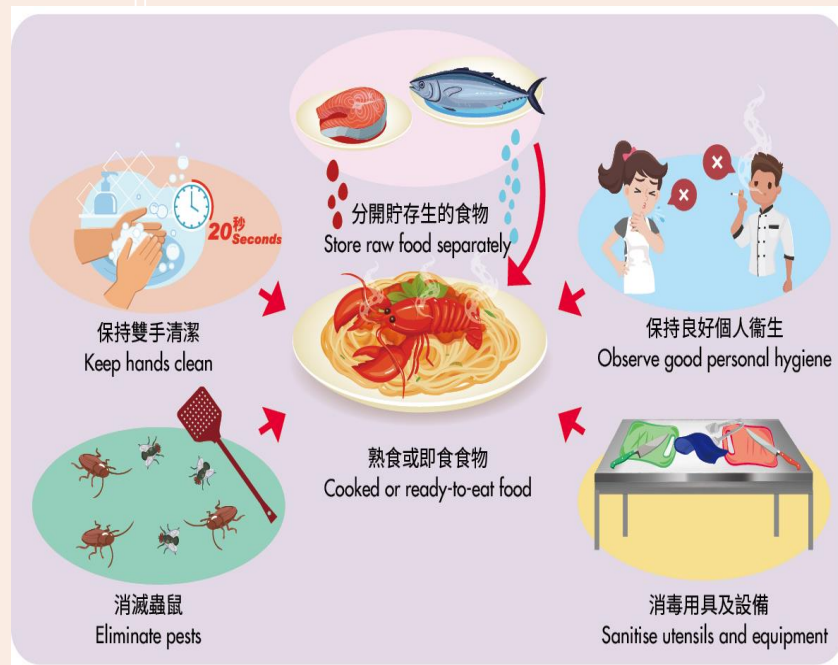 分開貯存生的食物
Store raw food separately
20秒
Seconds
保持雙手清潔
Keep hands clean
保持良好個人衞生
Observe good personal hygiene
熟食或即食食物
Cooked or ready-to-eat food
消滅蟲鼠
Eliminate pests
消毒用具及設備
Sanitise utensils and equipment